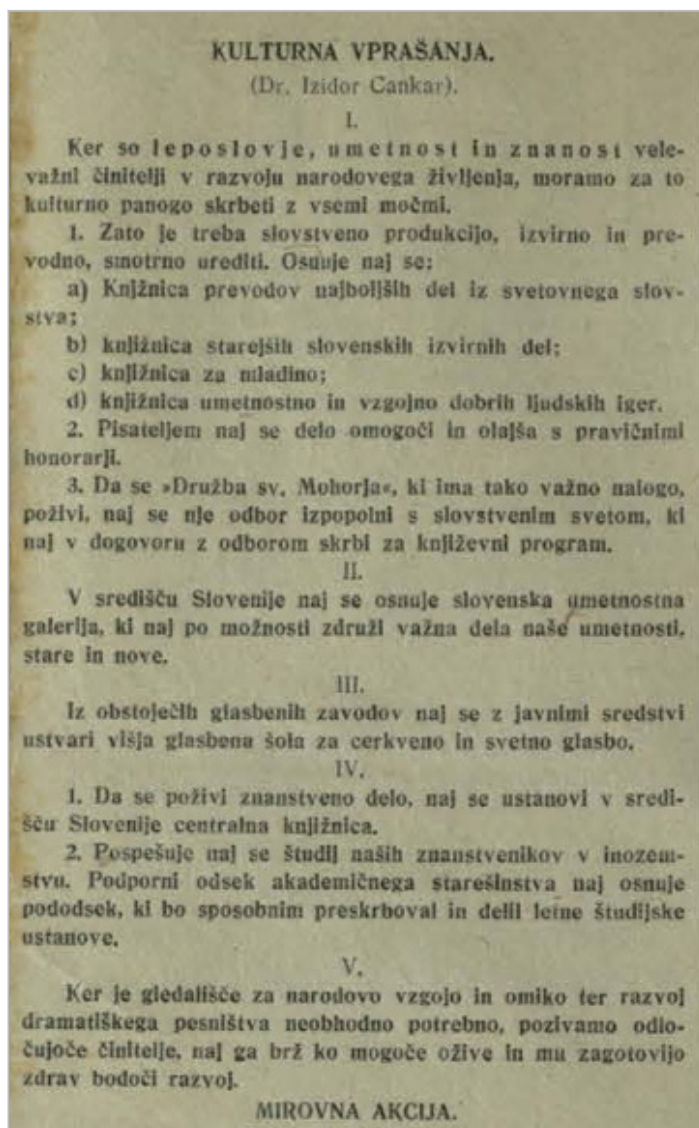 KULTURNA VPRAŠANJA.
(Dr. Izidor Cankar).
I.
Ker so leposlovje, umetnost in znanost vele-
važni činitelji v razvoju narodovega življenja, moramo za to
kulturno panogo skrbeti z vsemi močmi.
1. Zato je treba slovstveno produkcijo, izvirno in pre-
vodno, smotrno urediti. Osnuje naj se:
a) Knjižnica prevodov najboljših del iz svetovnega slov-
stva;
b) knjižnica starejših slovenskih izvirnih del;
c) knjižnica za mladino;
d) knjižnica umetnostno in vzgojno dobrih ljudskih iger.
2. Pisateljem naj se delo omogoči in olajša s pravičnimi
honorarji.
3. Da se »Družba sv. Mohorja«, ki ima tako važno nalogo,
poživi, naj se nje odbor izpopolni s slovstvenim svetom, ki
naj v dogovoru z odborom skrbi za književni program.
II.
V središču Slovenije naj se osnuje slovenska umetnostna
galerija, ki naj po možnosti združi važna dela naše umetnosti,
stare in nove.
III.
Iz obstoječih glasbenih zavodov naj se z javnimi sredstvi
ustvari višja glasbena šola za cerkveno in svetno glasbo.
IV.
1. Da se poživi znanstveno delo, naj se ustanovi v sredi-
šču Slovenije centralna knjižnica.
2. Pospešuje naj se študij naših znanstvenikov v inozem-
stvu. Podporni odsek akademičnega starešinstva naj osnuje
pododsek, ki bo sposobnim preskrboval in delil letne študijske
ustanove.
V.
Ker je gledališče za narodovo vzgojo in omiko ter razvoj
dramatiškega pesništva neobhodno potrebno, pozivamo odlo-
čujoče činitelje, naj ga brž ko mogoče ožive in mu zagotovijo
zdrav bodoči razvoj.
MIROVNA AKCIJA.